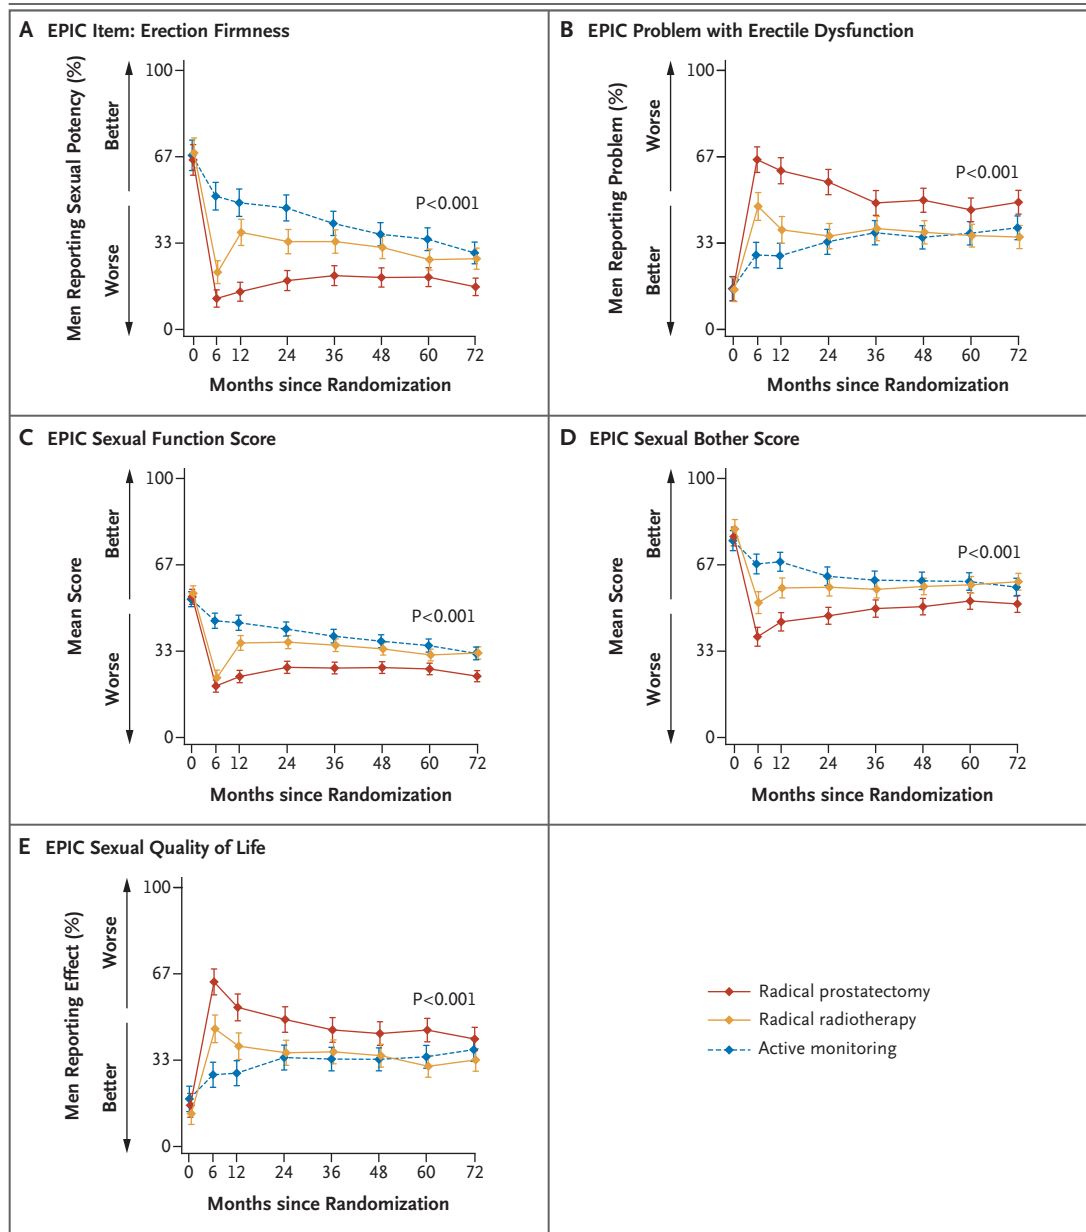 A EPIC Item: Erection Firmness
Men Reporting Sexual Potency (%)
Better
Worse
100
67
33
0
P<0.001
0 6 12 24 36 48 60 72
Months since Randomization
B EPIC Problem with Erectile Dysfunction
Men Reporting Problem (%)
Worse
Better
100
67
33
0
P<0.001
0 6 12 24 36 48 60 72
Months since Randomization
C EPIC Sexual Function Score
Mean Score
Better
Worse
100
67
33
0
P<0.001
0 6 12 24 36 48 60 72
Months since Randomization
D EPIC Sexual Bother Score
Mean Score
Better
Worse
100
67
33
0
P<0.001
0 6 12 24 36 48 60 72
Months since Randomization
E EPIC Sexual Quality of Life
Men Reporting Effect (%)
Worse
Better
100
67
33
0
P<0.001
0 6 12 24 36 48 60 72
Months since Randomization
Radical prostatectomy
Radical radiotherapy
Active monitoring